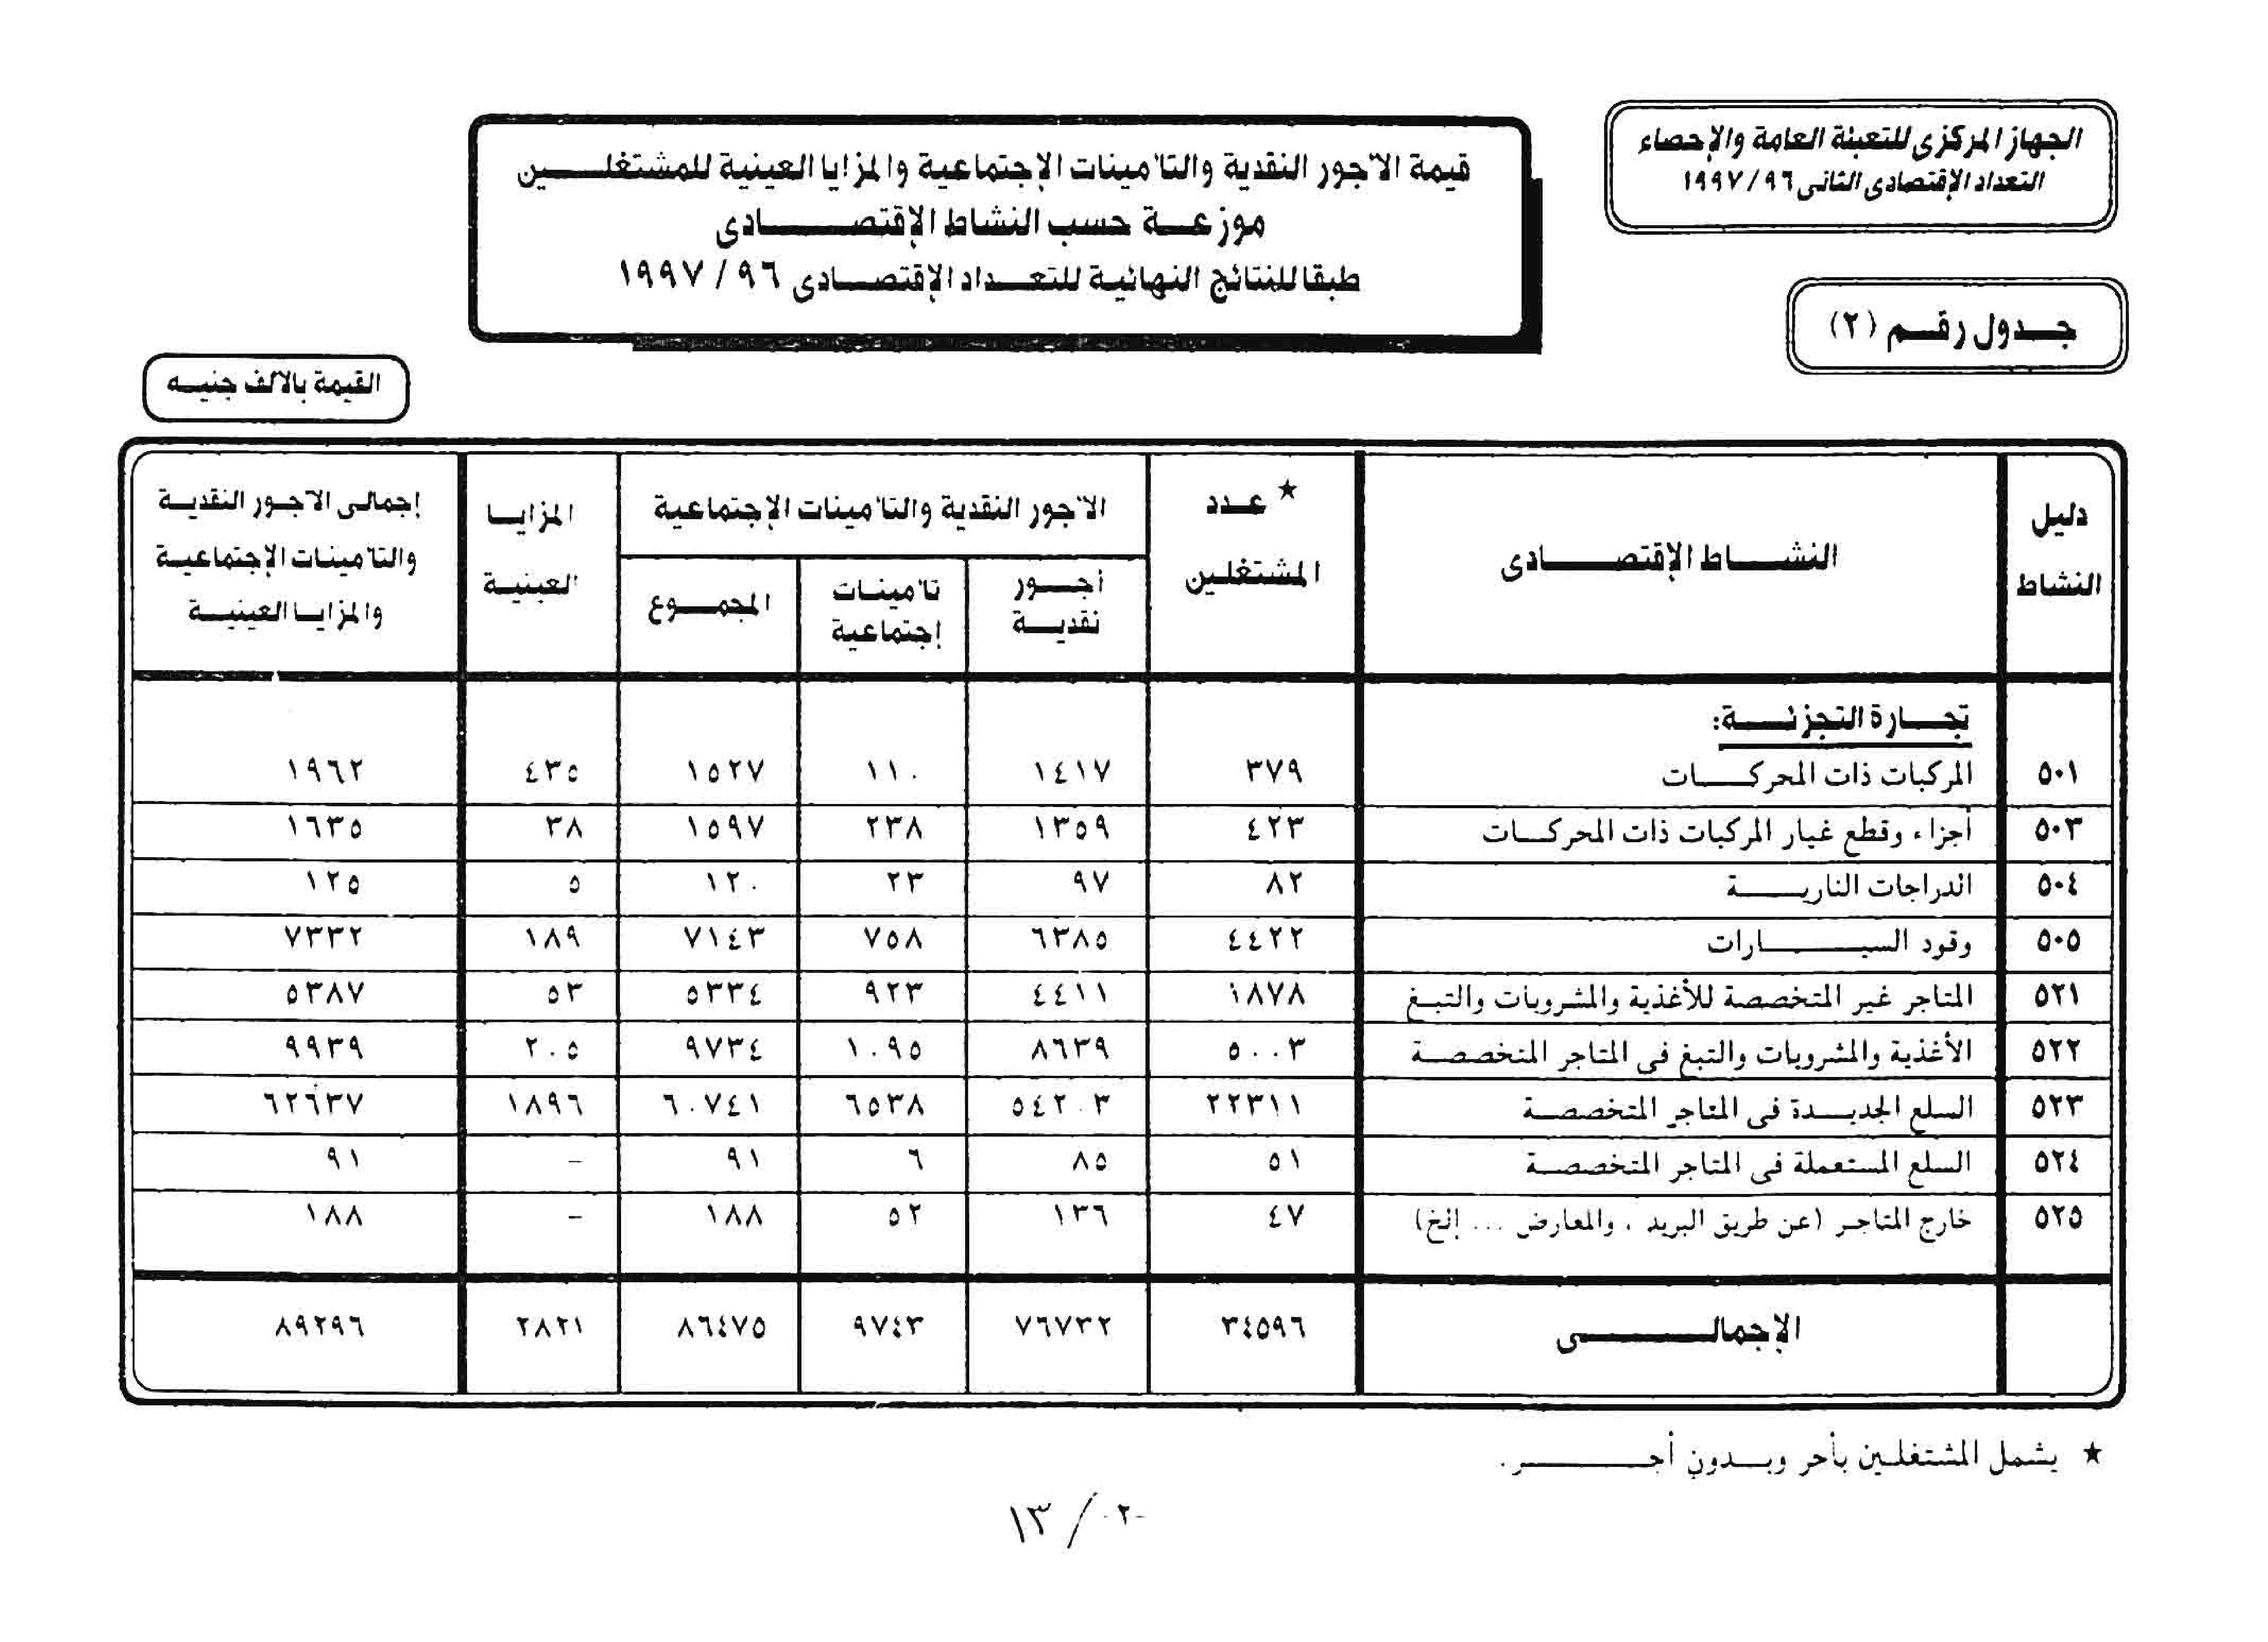 الجهاز المركزى للتعبئة العامة والإحصاء
التعداد الإقتصادى الثانى ٩٦/ ١٩٩٧
قيمة الأجور النقدية والتأمينات الإجتماعية والمزايا العينية للمشتغلين
موزعة حسب النشاط الإقتصادى
طبقا للنتائج النهائية للتعداد الإقتصادى ٩٦ / ١٩٩٧
جدول رقم (٢)
القيمة بالألف جنيه
دليل النشاط | النشاط الإقتصادى | ★ عدد المشتغلين | الأجور النقدية والتأمينات الإجتماعية | المزايا العينية | إجمالى الأجور النقدية والتأمينات الإجتماعية والمزايا العينية
أجور نقدية | تأمينات إجتماعية | المجموع
تجارة التجزئة:
٥٠١ | المركبات ذات المحركات | ٣٧٩ | ١٤١٧ | ١١٠ | ١٥٢٧ | ٤٣٥ | ١٩٦٢
٥٠٣ | أجزاء وقطع غيار المركبات ذات المحركات | ٤٢٣ | ١٣٥٩ | ٢٣٨ | ١٥٩٧ | ٣٨ | ١٦٣٥
٥٠٤ | الدراجات النارية | ٨٢ | ٩٧ | ٢٣ | ١٢٠ | ٥ | ١٢٥
٥٠٥ | وقود السيارات | ٤٤٢٢ | ٦٣٨٥ | ٧٥٨ | ٧١٤٣ | ١٨٩ | ٧٣٣٢
٥٢١ | المتاجر غير المتخصصة للأغذية والمشروبات والتبغ | ١٨٧٨ | ٤٤١١ | ٩٢٣ | ٥٣٣٤ | ٥٣ | ٥٣٨٧
٥٢٢ | الأغذية والمشروبات والتبغ فى المتاجر المتخصصة | ٥٠٠٣ | ٨٦٣٩ | ١٠٩٥ | ٩٧٣٤ | ٢٠٥ | ٩٩٣٩
٥٢٣ | السلع الجديدة فى المتاجر المتخصصة | ٢٢٣١١ | ٥٤٢٠٣ | ٦٥٣٨ | ٦٠٧٤١ | ١٨٩٦ | ٦٢٦٣٧
٥٢٤ | السلع المستعملة فى المتاجر المتخصصة | ٥١ | ٨٥ | ٦ | ٩١ | – | ٩١
٥٢٥ | خارج المتاجر (عن طريق البريد ، والمعارض ... إلخ) | ٤٧ | ١٣٦ | ٥٢ | ١٨٨ | – | ١٨٨
الإجمالى | ٣٤٥٩٦ | ٧٦٧٣٢ | ٩٧٤٣ | ٨٦٤٧٥ | ٢٨٢١ | ٨٩٢٩٦
★ يشمل المشتغلين بأجر وبدون أجر.
-٢- / ١٣